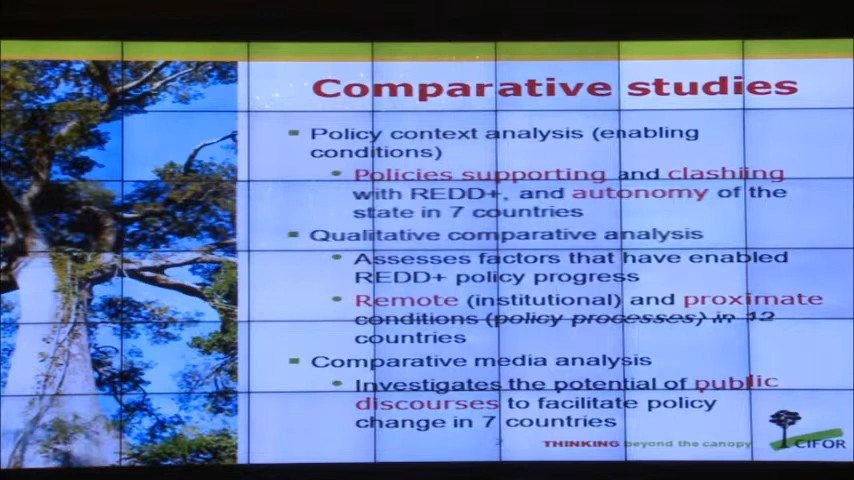 Comparative studies
Policy context analysis (enabling
conditions)
Policies supporting and clashiing
with REDD+, and autonomy of the
state in 7 countries
Qualitative comparative analysis
Assesses factors that have enabled
REDD+ policy progress
Remote (institutional) and proximate
conditions (policy processes) in 12
countries
Comparative media analysis
Investigates the potential of public
discourses to facilitate policy
change in 7 countries
2
THINKING beyond the canopy
CIFOR